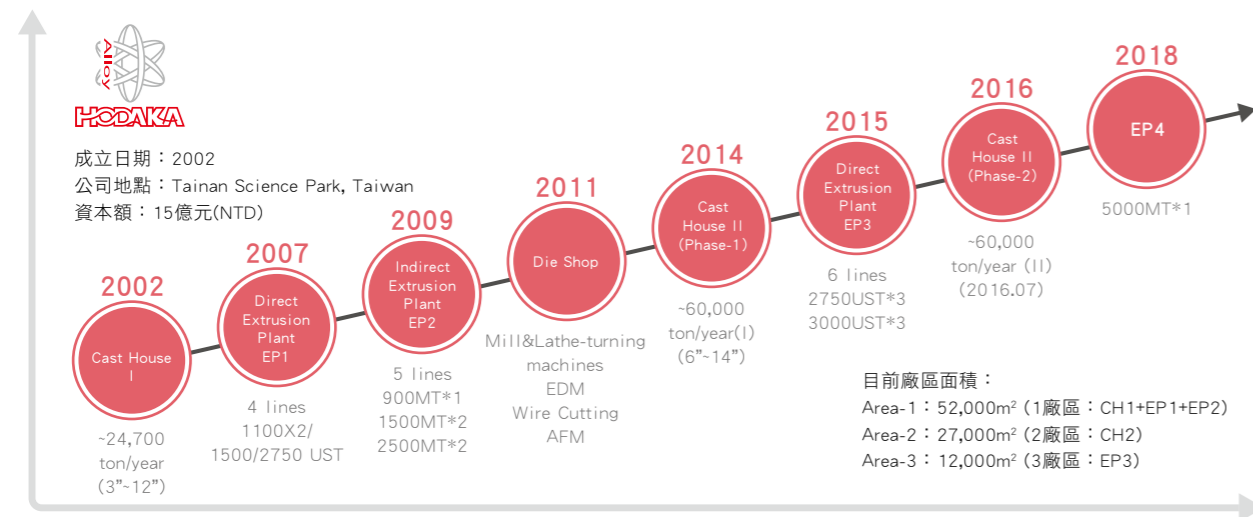 Alloy
HODAKA
成立日期：2002
公司地點：Tainan Science Park, Taiwan
資本額：15億元(NTD)
2002
Cast House
I
~24,700
ton/year
(3”~12”)
2007
Direct
Extrusion
Plant
EP1
4 lines
1100X2/
1500/2750 UST
2009
Indirect
Extrusion
Plant
EP2
5 lines
900MT*1
1500MT*2
2500MT*2
2011
Die Shop
Mill&Lathe-turning
machines
EDM
Wire Cutting
AFM
2014
Cast
House II
(Phase-1)
~60,000
ton/year(I)
(6”~14”)
2015
Direct
Extrusion
Plant
EP3
6 lines
2750UST*3
3000UST*3
2016
Cast
House II
(Phase-2)
~60,000
ton/year (II)
(2016.07)
2018
EP4
5000MT*1
目前廠區面積：
Area-1：52,000m² (1廠區：CH1+EP1+EP2)
Area-2：27,000m² (2廠區：CH2)
Area-3：12,000m² (3廠區：EP3)